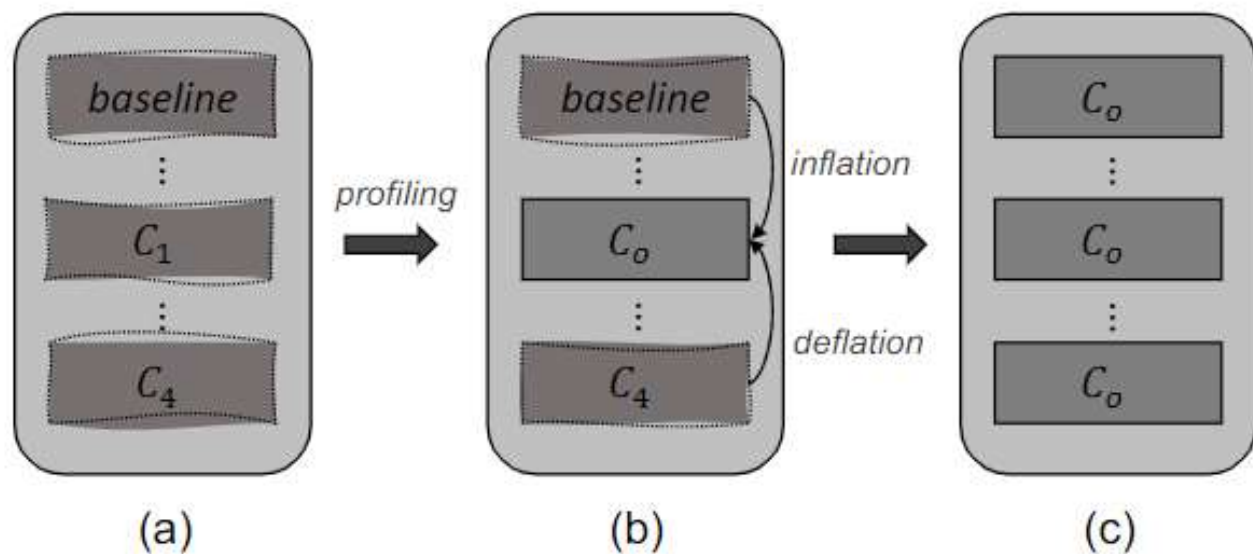 baseline
⋮
C₁
⋮
C₄
(a)
profiling
baseline
⋮
Cₒ
⋮
C₄
inflation
deflation
(b)
Cₒ
⋮
Cₒ
⋮
Cₒ
(c)